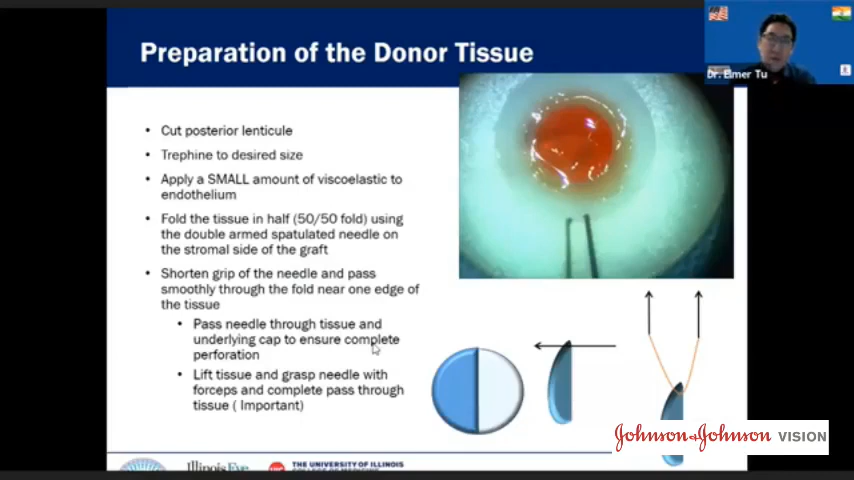 Preparation of the Donor Tissue
Dr. Elmer Tu
Cut posterior lenticule
Trephine to desired size
Apply a SMALL amount of viscoelastic to
endothelium
Fold the tissue in half (50/50 fold) using
the double armed spatulated needle on
the stromal side of the graft
Shorten grip of the needle and pass
smoothly through the fold near one edge of
the tissue
Pass needle through tissue and
underlying cap to ensure complete
perforation
Lift tissue and grasp needle with
forceps and complete pass through
tissue ( Important)
Johnson & Johnson VISION
Illinois Eye
THE UNIVERSITY OF ILLINOIS